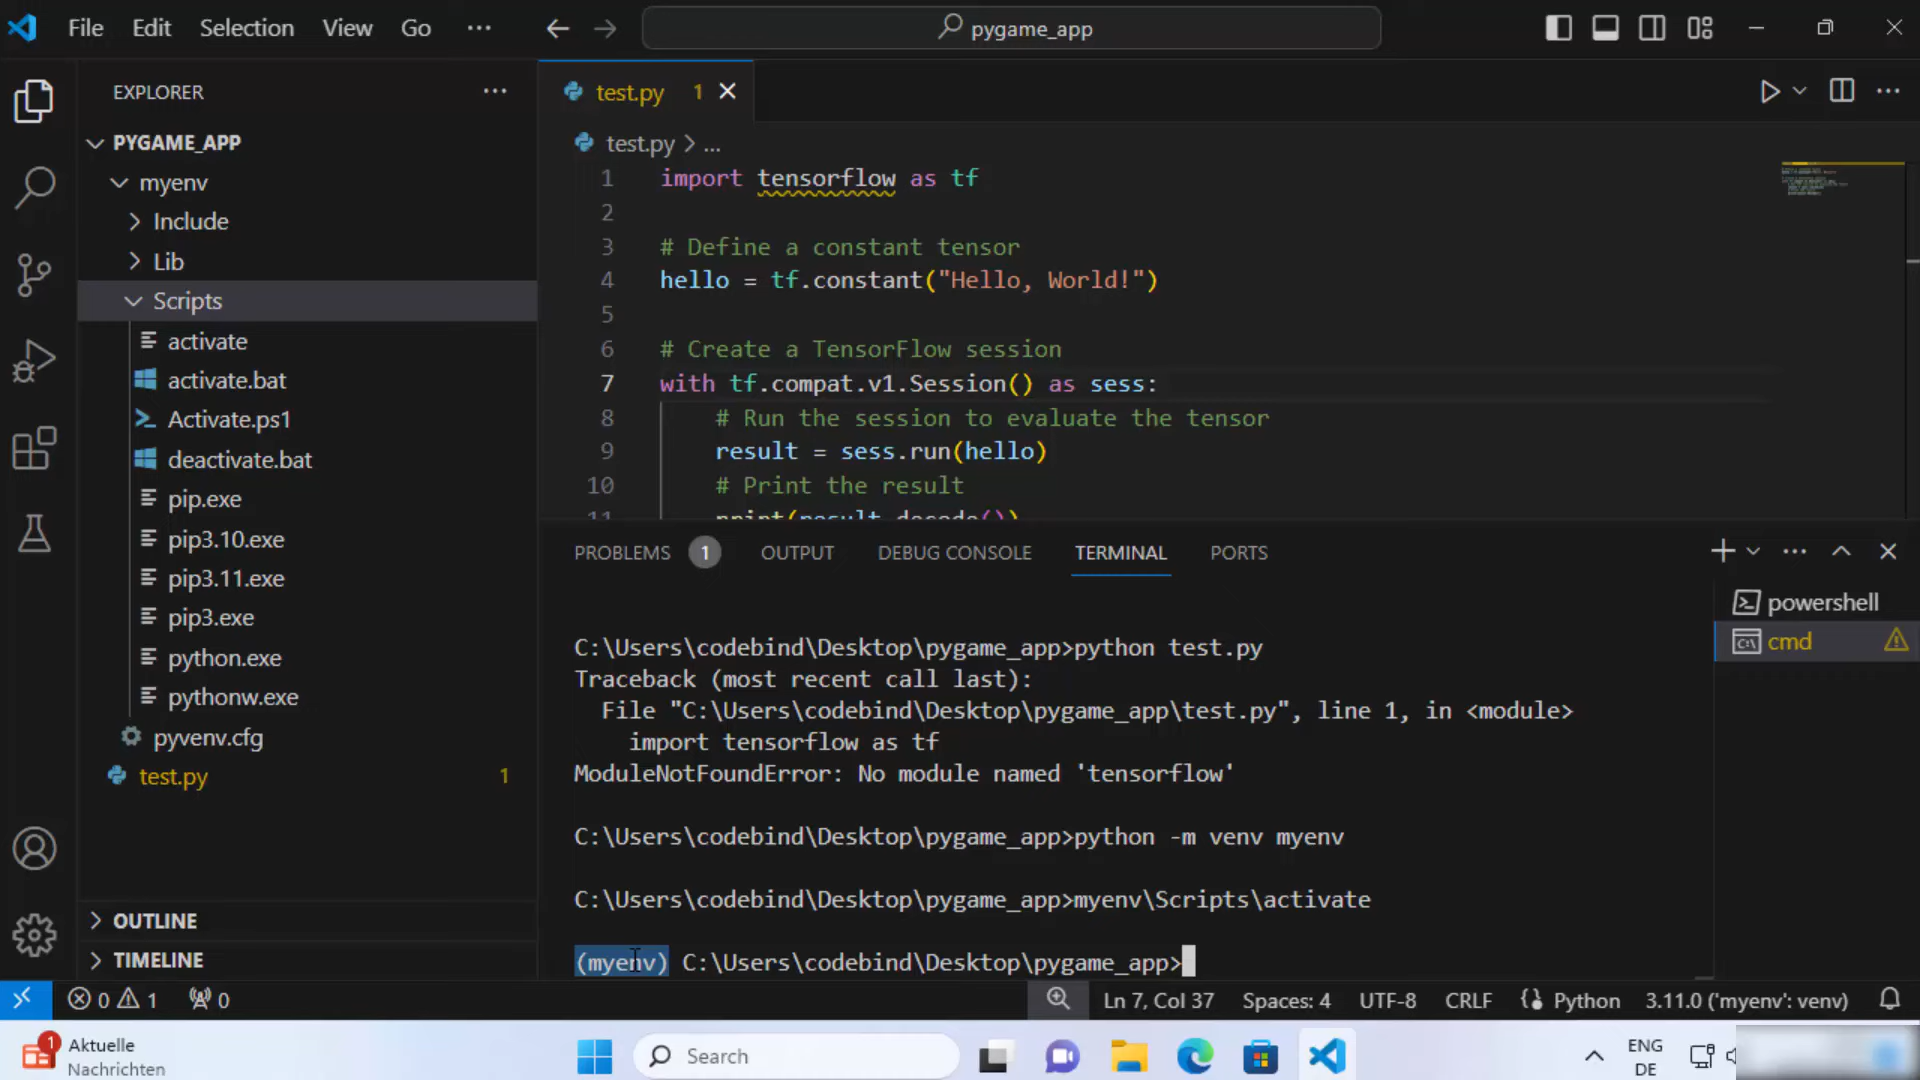 File Edit Selection View Go ···
pygame_app
EXPLORER ···
PYGAME_APP
myenv
Include
Lib
Scripts
activate
activate.bat
Activate.ps1
deactivate.bat
pip.exe
pip3.10.exe
pip3.11.exe
pip3.exe
python.exe
pythonw.exe
pyvenv.cfg
test.py 1
OUTLINE
TIMELINE
test.py 1
test.py > ...
1 import tensorflow as tf
2
3 # Define a constant tensor
4 hello = tf.constant("Hello, World!")
5
6 # Create a TensorFlow session
7 with tf.compat.v1.Session() as sess:
8 # Run the session to evaluate the tensor
9 result = sess.run(hello)
10 # Print the result
11 print(result.decode())
PROBLEMS 1 OUTPUT DEBUG CONSOLE TERMINAL PORTS
powershell
cmd
C:\Users\codebind\Desktop\pygame_app>python test.py
Traceback (most recent call last):
File "C:\Users\codebind\Desktop\pygame_app\test.py", line 1, in <module>
import tensorflow as tf
ModuleNotFoundError: No module named 'tensorflow'
C:\Users\codebind\Desktop\pygame_app>python -m venv myenv
C:\Users\codebind\Desktop\pygame_app>myenv\Scripts\activate
(myenv) C:\Users\codebind\Desktop\pygame_app>
0 1 0 Ln 7, Col 37 Spaces: 4 UTF-8 CRLF Python 3.11.0 ('myenv': venv)
1 Aktuelle
Nachrichten
Search
ENG
DE